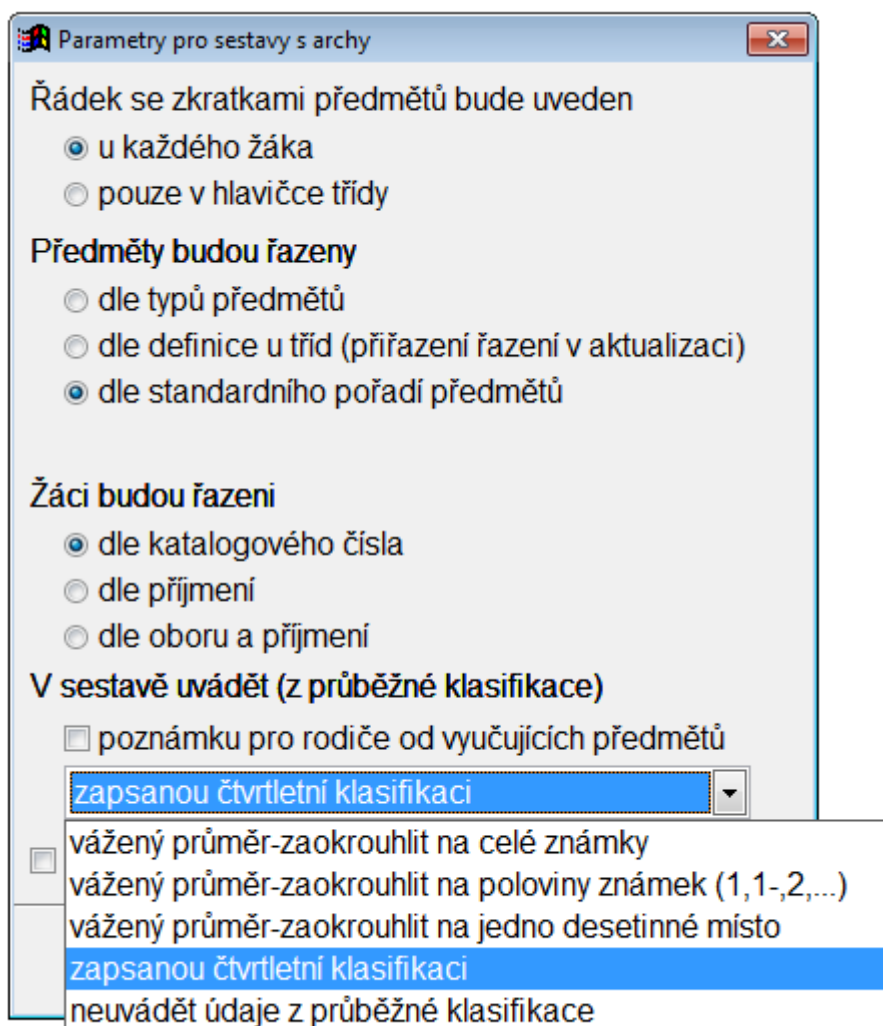 Parametry pro sestavy s archy
Řádek se zkratkami předmětů bude uveden
u každého žáka
pouze v hlavičce třídy
Předměty budou řazeny
dle typů předmětů
dle definice u tříd (přiřazení řazení v aktualizaci)
dle standardního pořadí předmětů
Žáci budou řazeni
dle katalogového čísla
dle příjmení
dle oboru a příjmení
V sestavě uvádět (z průběžné klasifikace)
poznámku pro rodiče od vyučujících předmětů
zapsanou čtvrtletní klasifikaci
vážený průměr-zaokrouhlit na celé známky
vážený průměr-zaokrouhlit na poloviny známek (1,1-,2,...)
vážený průměr-zaokrouhlit na jedno desetinné místo
zapsanou čtvrtletní klasifikaci
neuvádět údaje z průběžné klasifikace